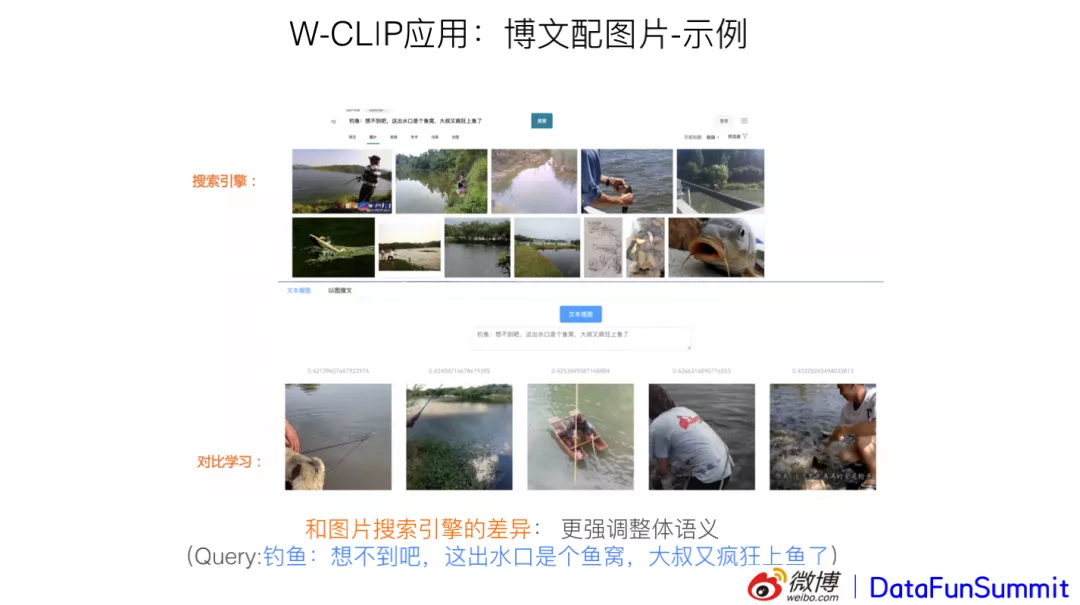 W-CLIP应用：博文配图片-示例
钓鱼：想不到吧，这出水口是个鱼窝，大叔又疯狂上鱼了
搜索
搜索引擎：
文本搜图 以图搜文
文本搜图
钓鱼：想不到吧，这出水口是个鱼窝，大叔又疯狂上鱼了
对比学习：
和图片搜索引擎的差异： 更强调整体语义
（Query:钓鱼：想不到吧，这出水口是个鱼窝，大叔又疯狂上鱼了）
微博
weibo.com
DataFunSummit